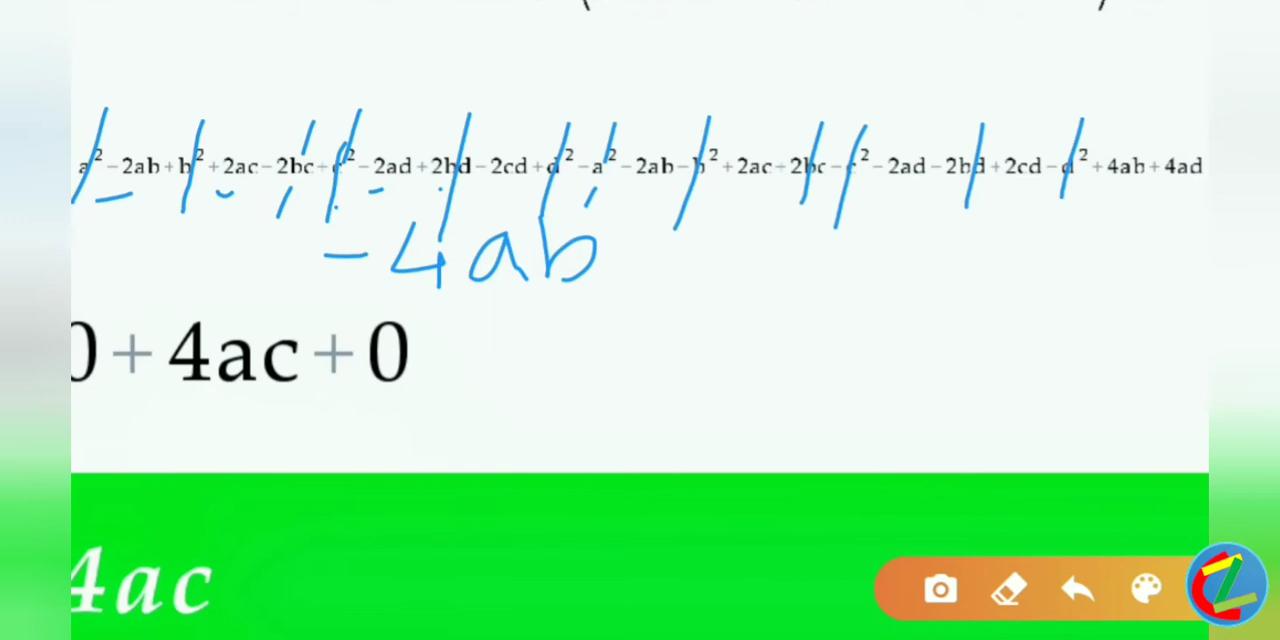 a² − 2ab + b² + 2ac − 2bc + c² − 2ad + 2bd − 2cd + d² − a² − 2ab − b² + 2ac + 2bc − c² − 2ad − 2bd + 2cd − d² + 4ab + 4ad
− 4ab
0 + 4ac + 0
4ac